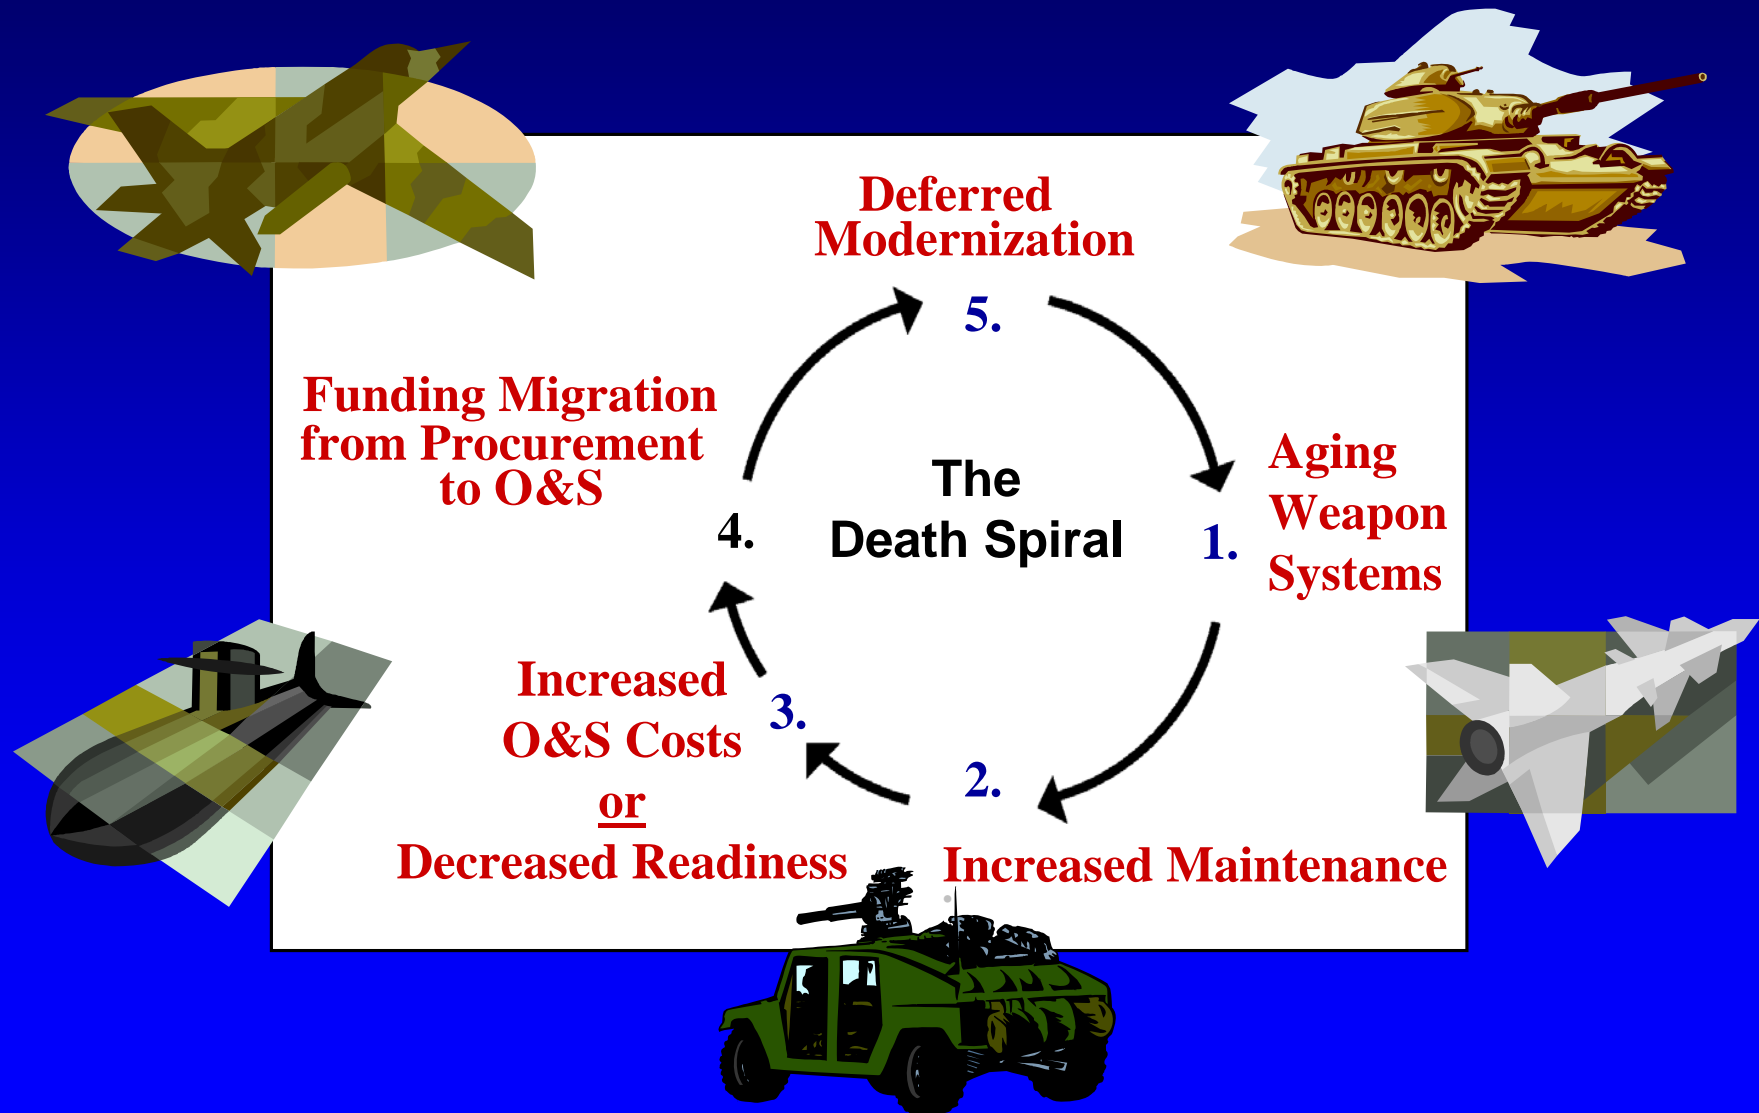 Deferred
Modernization
5.
Funding Migration
from Procurement
to O&S
4.
The
Death Spiral
1.
Aging
Weapon
Systems
3.
Increased
O&S Costs
or
Decreased Readiness
2.
Increased Maintenance